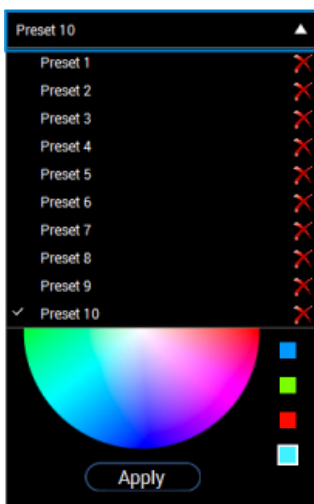 Preset 10
Preset 1
Preset 2
Preset 3
Preset 4
Preset 5
Preset 6
Preset 7
Preset 8
Preset 9
Preset 10
Apply